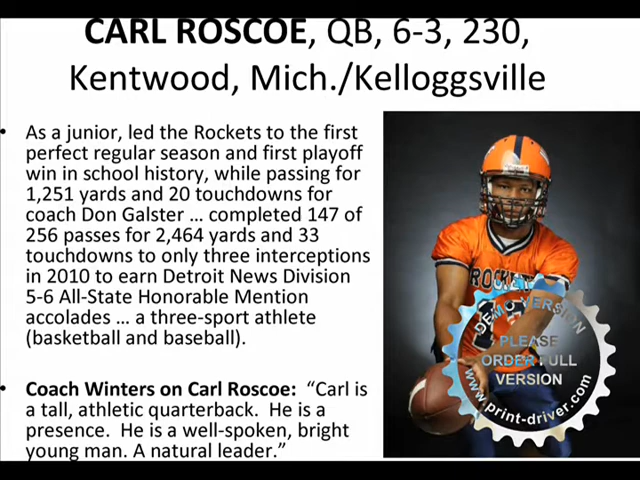 CARL ROSCOE, QB, 6-3, 230,
Kentwood, Mich./Kelloggsville
• As a junior, led the Rockets to the first
perfect regular season and first playoff
win in school history, while passing for
1,251 yards and 20 touchdowns for
coach Don Galster … completed 147 of
256 passes for 2,464 yards and 33
touchdowns to only three interceptions
in 2010 to earn Detroit News Division
5-6 All-State Honorable Mention
accolades … a three-sport athlete
(basketball and baseball).
• Coach Winters on Carl Roscoe: “Carl is
a tall, athletic quarterback. He is a
presence. He is a well-spoken, bright
young man. A natural leader.”
ROCKETS
DEMO VERSION
PLEASE
ORDER FULL
VERSION
www.print-driver.com